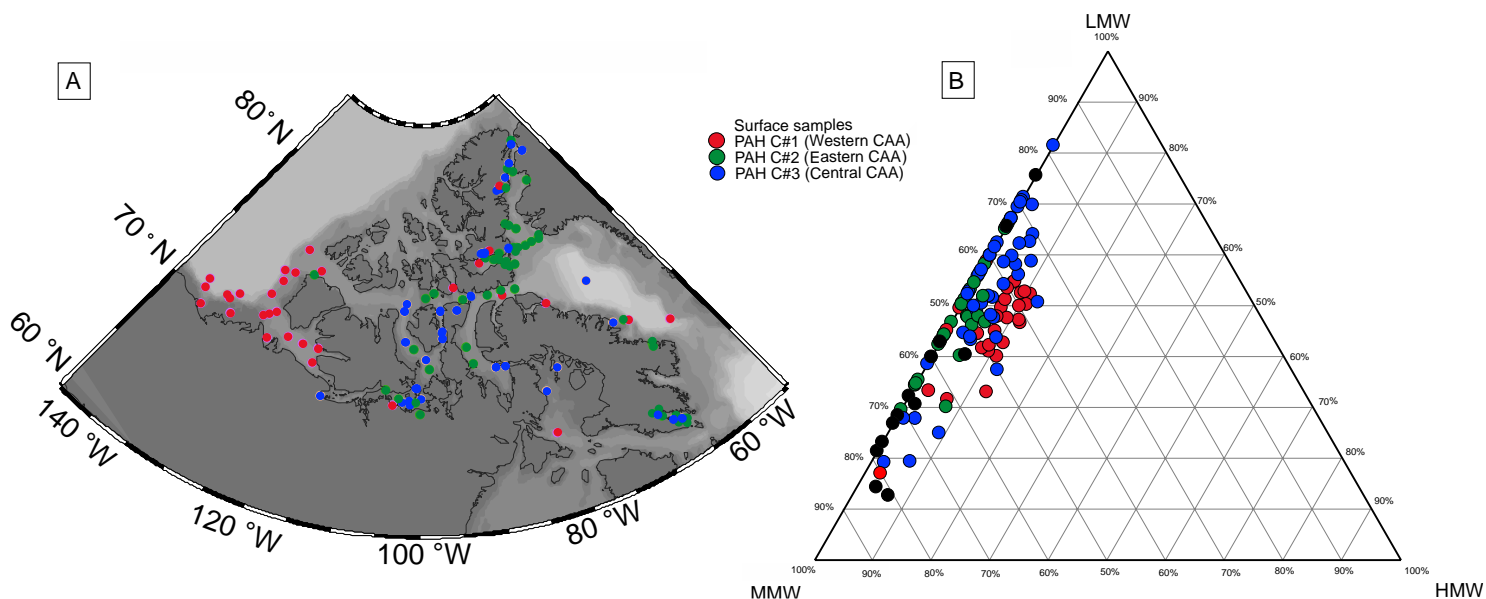 A
80°N
70°N
60°N
140°W
120°W
100°W
80°W
60°W
Surface samples
PAH C#1 (Western CAA)
PAH C#2 (Eastern CAA)
PAH C#3 (Central CAA)
B
LMW
100%
90%
90%
80%
80%
70%
70%
60%
60%
50%
50%
60%
60%
70%
70%
80%
80%
90%
90%
100%
90%
80%
70%
60%
50%
60%
70%
80%
90%
100%
MMW
HMW